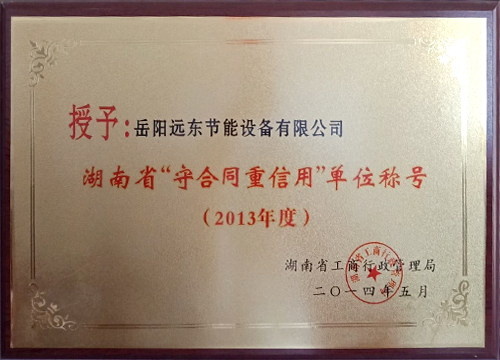 授予:岳阳远东节能设备有限公司
湖南省“守合同重信用”单位称号
(2013年度)
湖南省工商行政管理局
二〇一四年五月